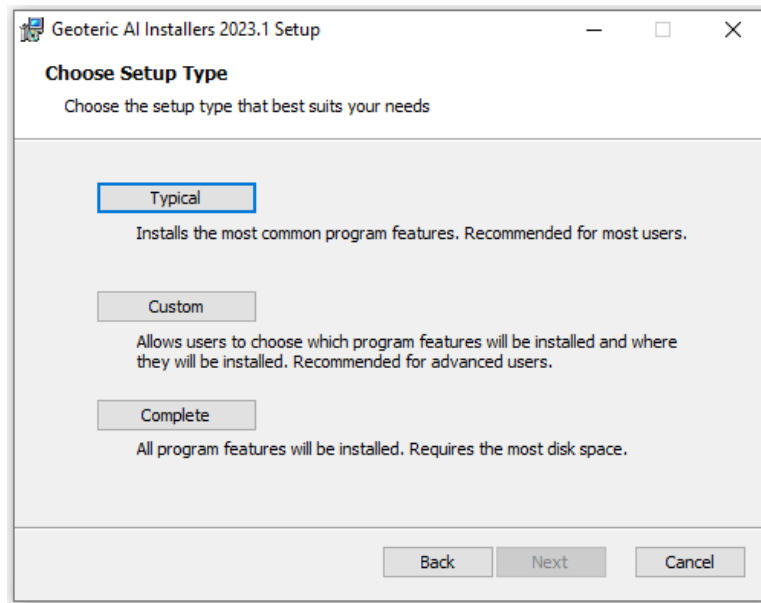 Geoteric AI Installers 2023.1 Setup
Choose Setup Type
Choose the setup type that best suits your needs
Typical
Installs the most common program features. Recommended for most users.
Custom
Allows users to choose which program features will be installed and where
they will be installed. Recommended for advanced users.
Complete
All program features will be installed. Requires the most disk space.
Back
Next
Cancel